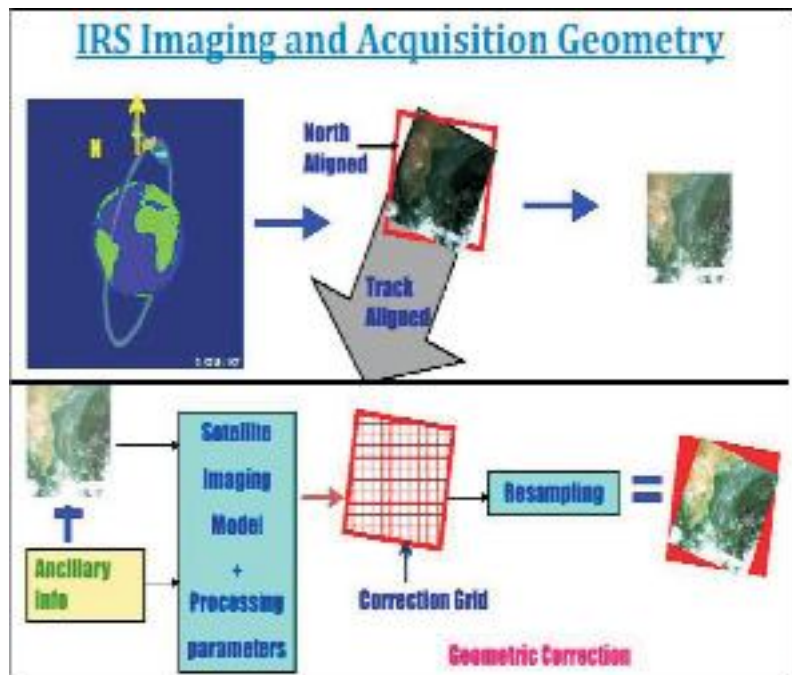 IRS Imaging and Acquisition Geometry
N
North
Aligned
Track
Aligned
Satellite
Imaging
Model
+
Processing
parameters
Ancillary
info
Resampling
=
Correction Grid
Geometric Correction